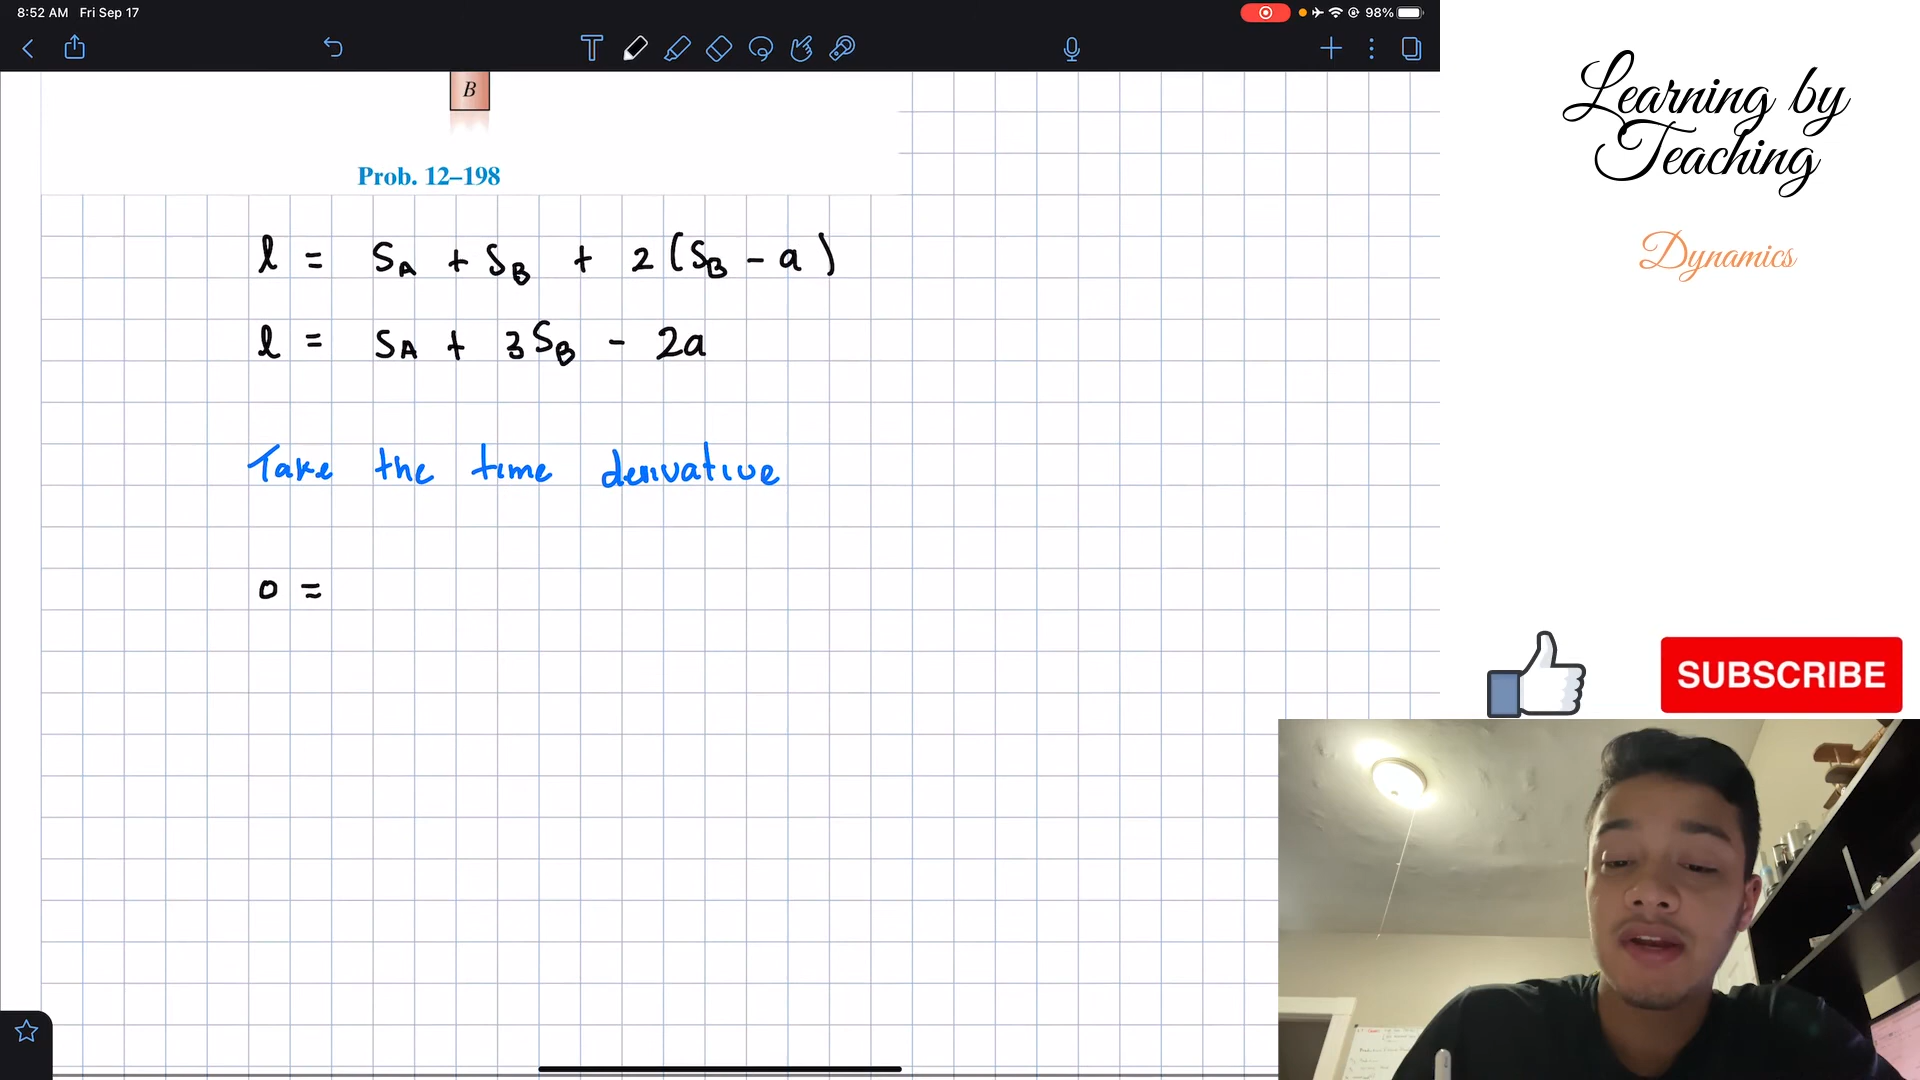 8:52 AM Fri Sep 17
98%
T
B
Prob. 12–198
l = SA + SB + 2 (SB - a)
l = SA + 3SB - 2a
Take the time derivative
0 =
Learning by
Teaching
Dynamics
SUBSCRIBE